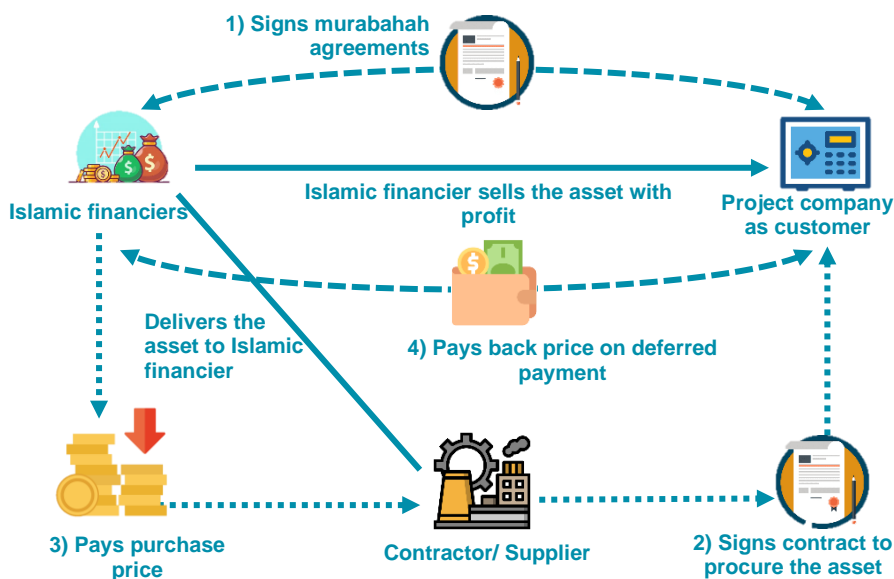 1) Signs murabahah
agreements
Islamic financiers
Islamic financier sells the asset with
profit
Project company
as customer
Delivers the
asset to Islamic
financier
4) Pays back price on deferred
payment
3) Pays purchase
price
Contractor/ Supplier
2) Signs contract to
procure the asset